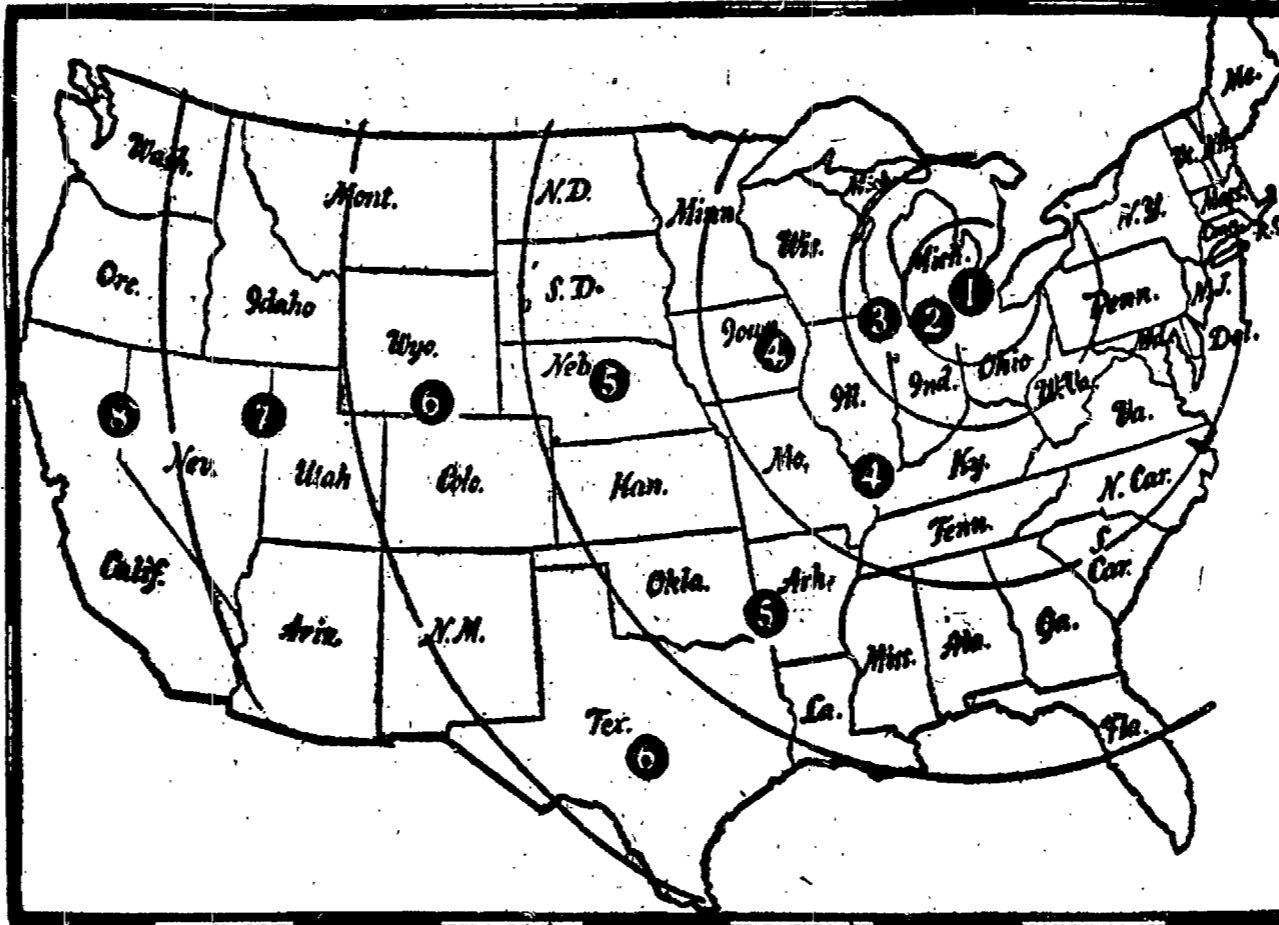 Me.
Wash.
Vt. N.H.
Mont.
N.D.
Mich.
Minn.
N.Y.
Mass.
Wis.
Mich.
Ore.
Idaho
S.D.
1
Penn.
N.J.
3
2
Wyo.
Iowa
4
Md.
Del.
Neb.
5
Ill.
Ind.
Ohio
W.Va.
8
7
6
Va.
Nev.
Utah
Colo.
Kan.
Mo.
4
Ky.
N. Car.
Tenn.
S. Car.
Calif.
Okla.
Ark.
5
Ariz.
N.M.
Miss.
Ala.
Ga.
La.
Tex.
Fla.
6